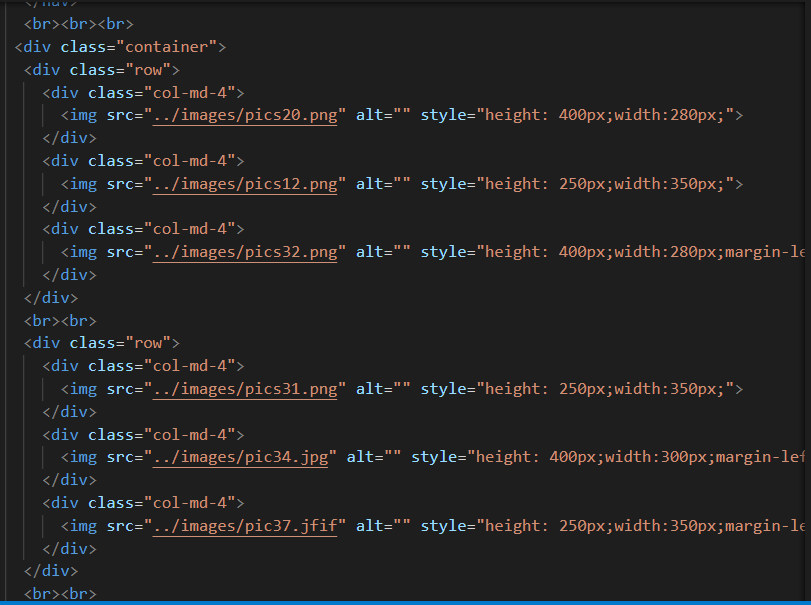 </nav>
<br><br><br>
<div class="container">
<div class="row">
<div class="col-md-4">
<img src="../images/pics20.png" alt="" style="height: 400px;width:280px;">
</div>
<div class="col-md-4">
<img src="../images/pics12.png" alt="" style="height: 250px;width:350px;">
</div>
<div class="col-md-4">
<img src="../images/pics32.png" alt="" style="height: 400px;width:280px;margin-le
</div>
</div>
<br><br>
<div class="row">
<div class="col-md-4">
<img src="../images/pics31.png" alt="" style="height: 250px;width:350px;">
</div>
<div class="col-md-4">
<img src="../images/pic34.jpg" alt="" style="height: 400px;width:300px;margin-lef
</div>
<div class="col-md-4">
<img src="../images/pic37.jfif" alt="" style="height: 250px;width:350px;margin-le
</div>
</div>
<br><br>